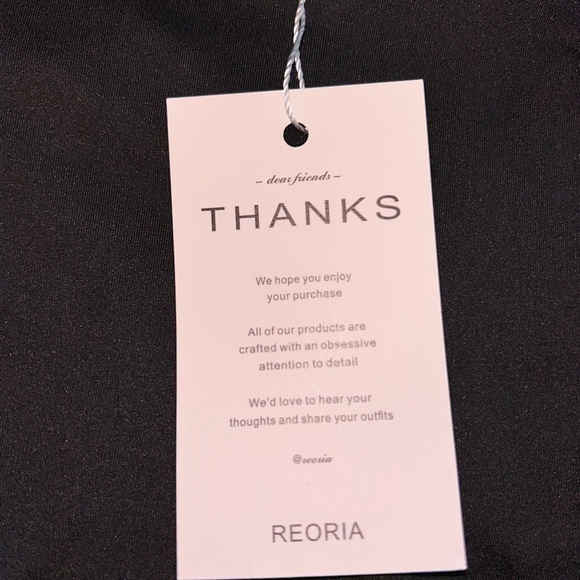 – dear friends –
THANKS
We hope you enjoy
your purchase
All of our products are
crafted with an obsessive
attention to detail
We'd love to hear your
thoughts and share your outfits
@reoria
REORIA